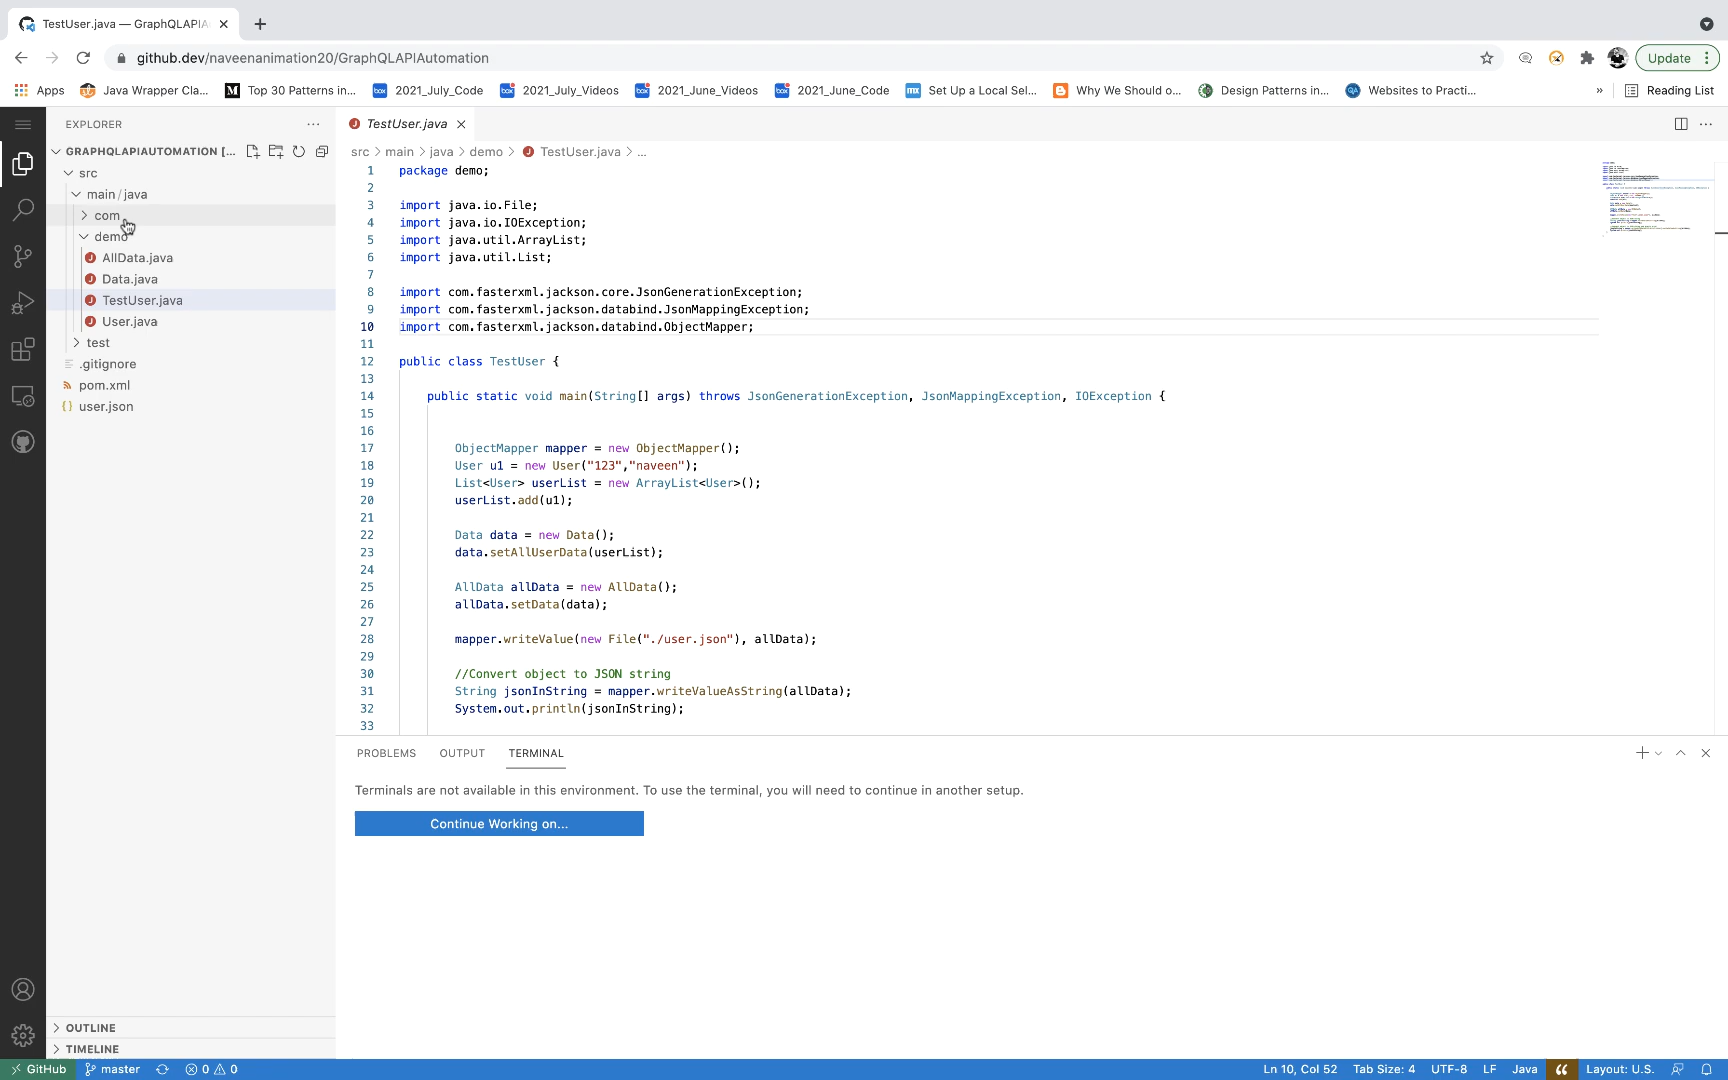 TestUser.java — GraphQLAPIA
github.dev/naveenanimation20/GraphQLAPIAutomation
Update
Apps Java Wrapper Cla... Top 30 Patterns in... 2021_July_Code 2021_July_Videos 2021_June_Videos 2021_June_Code Set Up a Local Sel... Why We Should o... Design Patterns in... Websites to Practi... » Reading List
EXPLORER
GRAPHQLAPIAUTOMATION [...
src
main / java
com
demo
AllData.java
Data.java
TestUser.java
User.java
test
.gitignore
pom.xml
user.json
OUTLINE
TIMELINE
TestUser.java
src > main > java > demo > TestUser.java > ...
1 package demo;
2
3 import java.io.File;
4 import java.io.IOException;
5 import java.util.ArrayList;
6 import java.util.List;
7
8 import com.fasterxml.jackson.core.JsonGenerationException;
9 import com.fasterxml.jackson.databind.JsonMappingException;
10 import com.fasterxml.jackson.databind.ObjectMapper;
11
12 public class TestUser {
13
14 public static void main(String[] args) throws JsonGenerationException, JsonMappingException, IOException {
15
16
17 ObjectMapper mapper = new ObjectMapper();
18 User u1 = new User("123","naveen");
19 List<User> userList = new ArrayList<User>();
20 userList.add(u1);
21
22 Data data = new Data();
23 data.setAllUserData(userList);
24
25 AllData allData = new AllData();
26 allData.setData(data);
27
28 mapper.writeValue(new File("./user.json"), allData);
29
30 //Convert object to JSON string
31 String jsonInString = mapper.writeValueAsString(allData);
32 System.out.println(jsonInString);
33
PROBLEMS OUTPUT TERMINAL
Terminals are not available in this environment. To use the terminal, you will need to continue in another setup.
Continue Working on...
GitHub master 0 0 Ln 10, Col 52 Tab Size: 4 UTF-8 LF Java Layout: U.S.